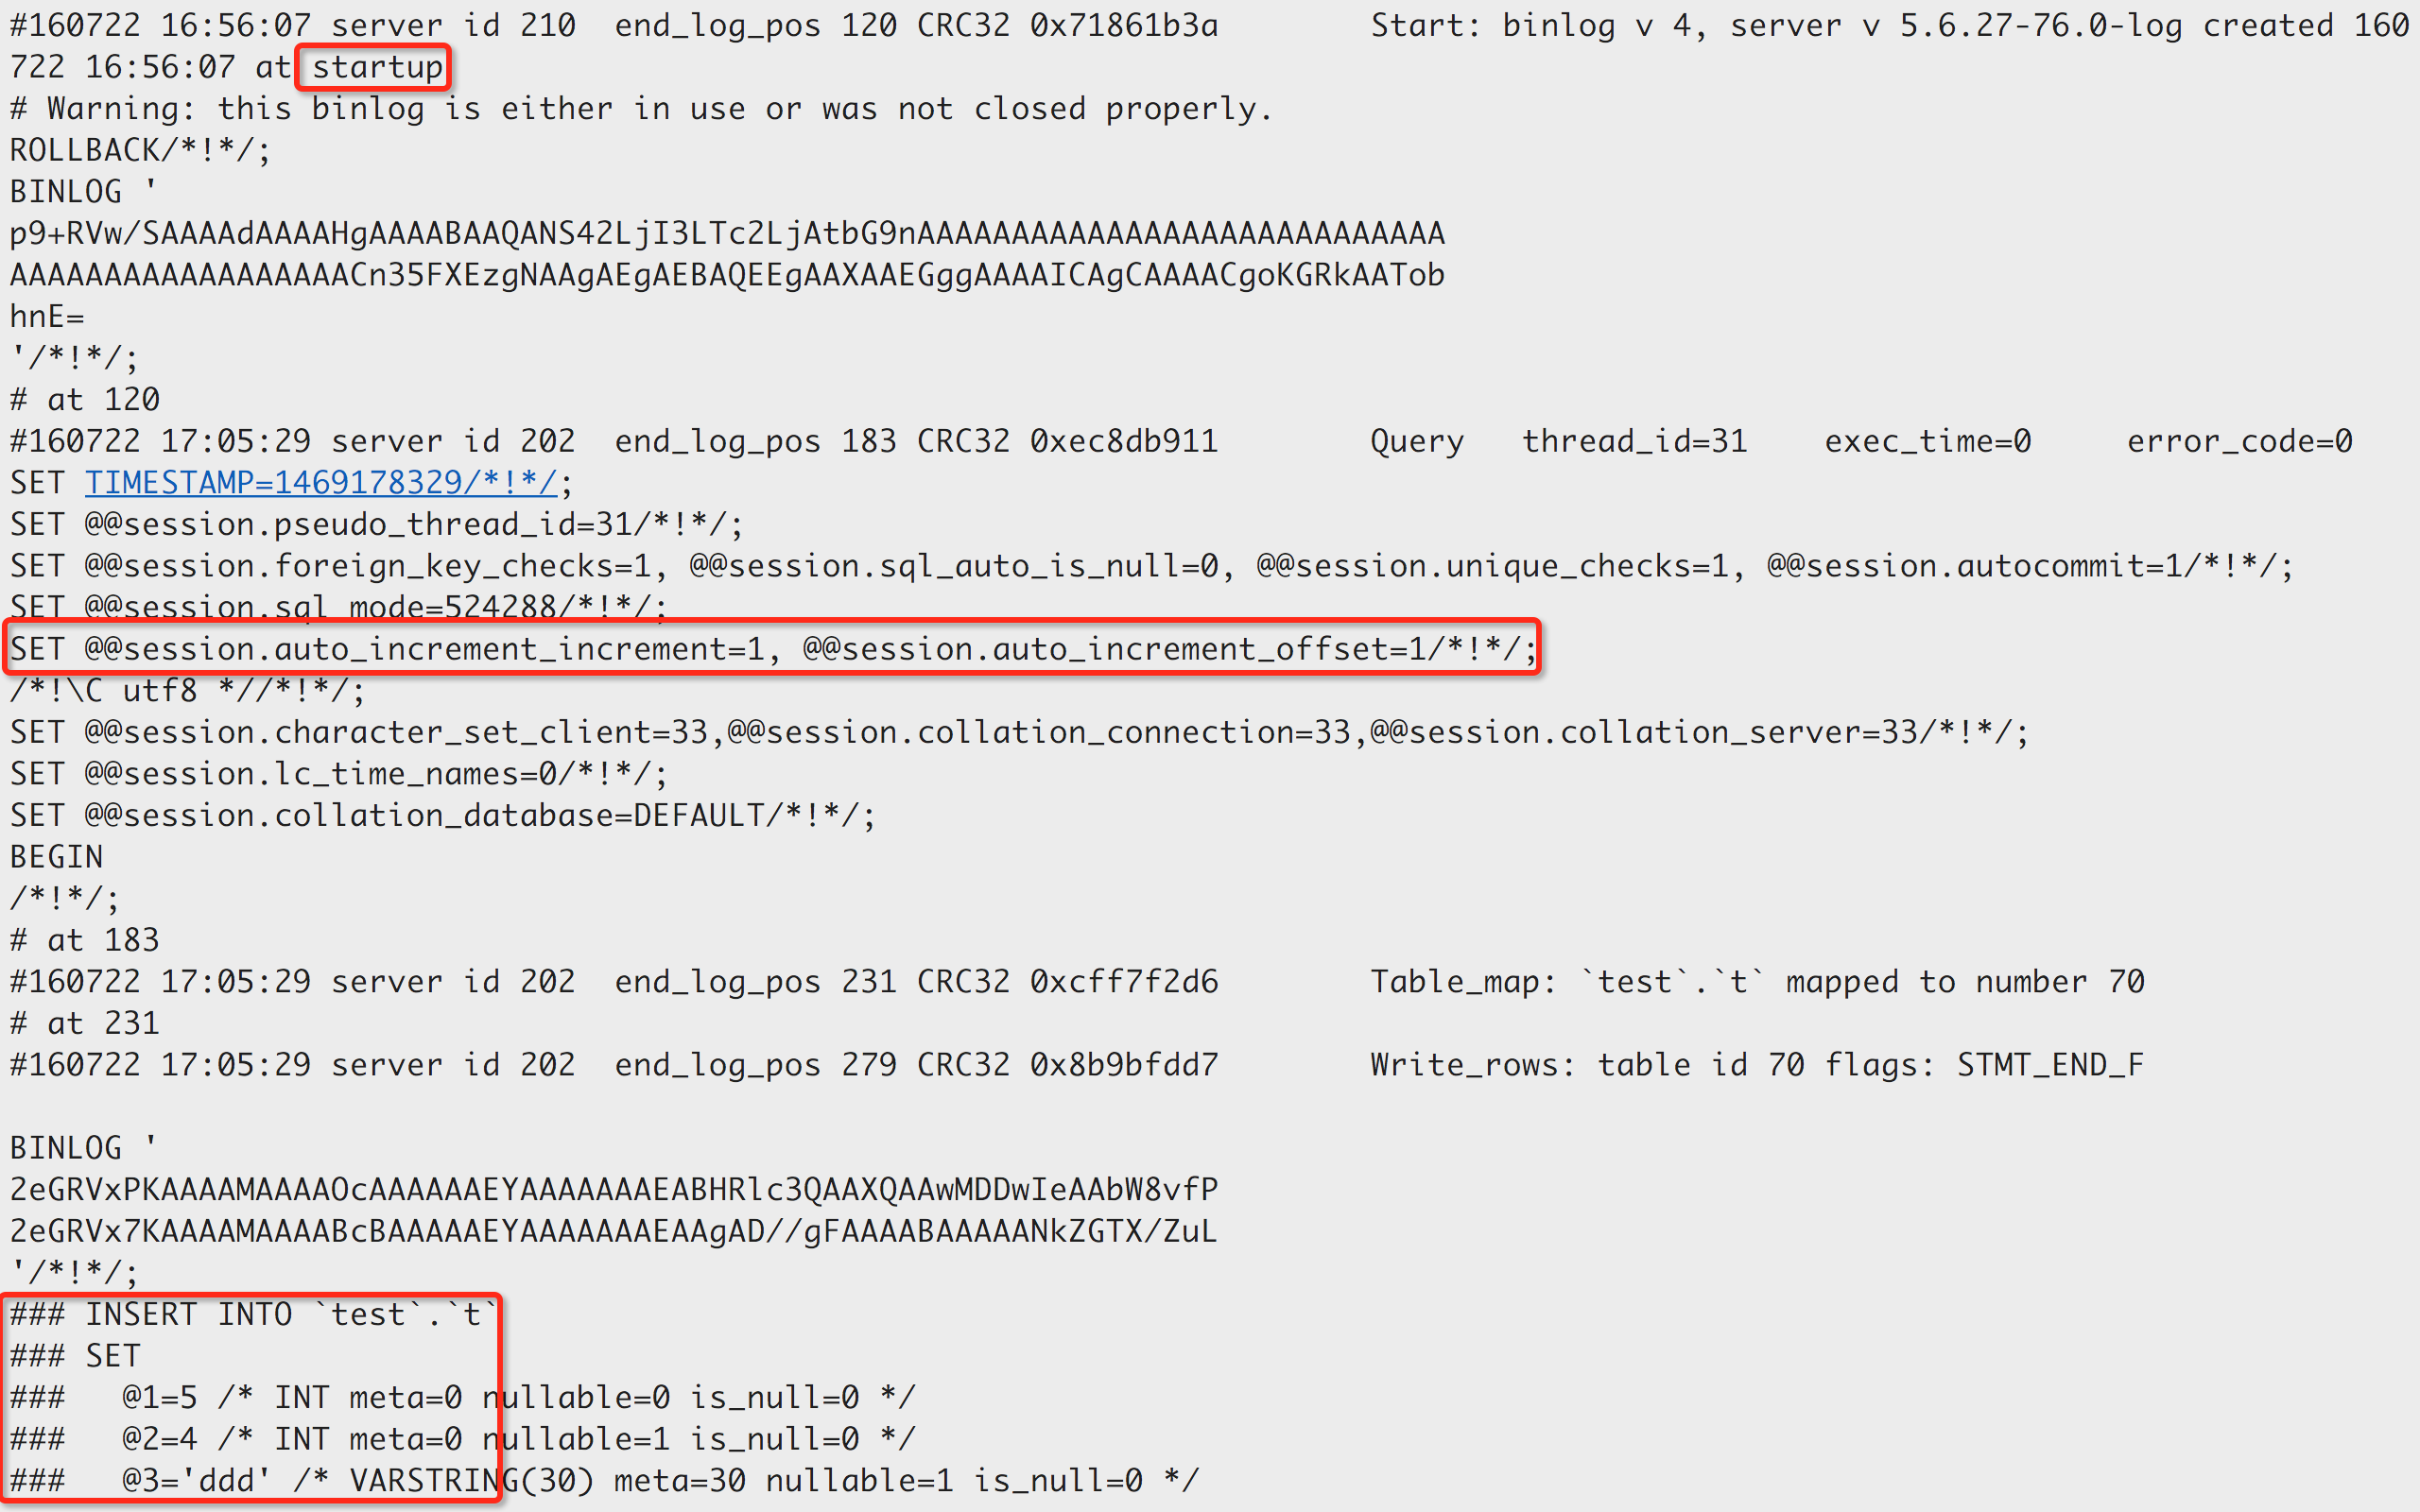 #160722 16:56:07 server id 210  end_log_pos 120 CRC32 0x71861b3a        Start: binlog v 4, server v 5.6.27-76.0-log created 160
722 16:56:07 at startup
# Warning: this binlog is either in use or was not closed properly.
ROLLBACK/*!*/;
BINLOG '
p9+RVw/SAAAAdAAAAHgAAAABAAQANS42LjI3LTc2LjAtbG9nAAAAAAAAAAAAAAAAAAAAAAAAAAAA
AAAAAAAAAAAAAAAAAACn35FXEzgNAAgAEgAEBAQEEgAAXAAEGggAAAAICAgCAAAACgoKGRkAATob
hnE=
'/*!*/;
# at 120
#160722 17:05:29 server id 202  end_log_pos 183 CRC32 0xec8db911        Query   thread_id=31    exec_time=0     error_code=0
SET TIMESTAMP=1469178329/*!*/;
SET @@session.pseudo_thread_id=31/*!*/;
SET @@session.foreign_key_checks=1, @@session.sql_auto_is_null=0, @@session.unique_checks=1, @@session.autocommit=1/*!*/;
SET @@session.sql_mode=524288/*!*/;
SET @@session.auto_increment_increment=1, @@session.auto_increment_offset=1/*!*/;
/*!\C utf8 *//*!*/;
SET @@session.character_set_client=33,@@session.collation_connection=33,@@session.collation_server=33/*!*/;
SET @@session.lc_time_names=0/*!*/;
SET @@session.collation_database=DEFAULT/*!*/;
BEGIN
/*!*/;
# at 183
#160722 17:05:29 server id 202  end_log_pos 231 CRC32 0xcff7f2d6        Table_map: `test`.`t` mapped to number 70
# at 231
#160722 17:05:29 server id 202  end_log_pos 279 CRC32 0x8b9bfdd7        Write_rows: table id 70 flags: STMT_END_F
BINLOG '
2eGRVxPKAAAAMAAAAOcAAAAAAEYAAAAAAAEABHRlc3QAAXQAAwMDDwIeAAbW8vfP
2eGRVx7KAAAAMAAAABcBAAAAAEYAAAAAAAEAAgAD//gFAAAABAAAAANkZGTX/ZuL
'/*!*/;
### INSERT INTO `test`.`t`
### SET
###   @1=5 /* INT meta=0 nullable=0 is_null=0 */
###   @2=4 /* INT meta=0 nullable=1 is_null=0 */
###   @3='ddd' /* VARSTRING(30) meta=30 nullable=1 is_null=0 */